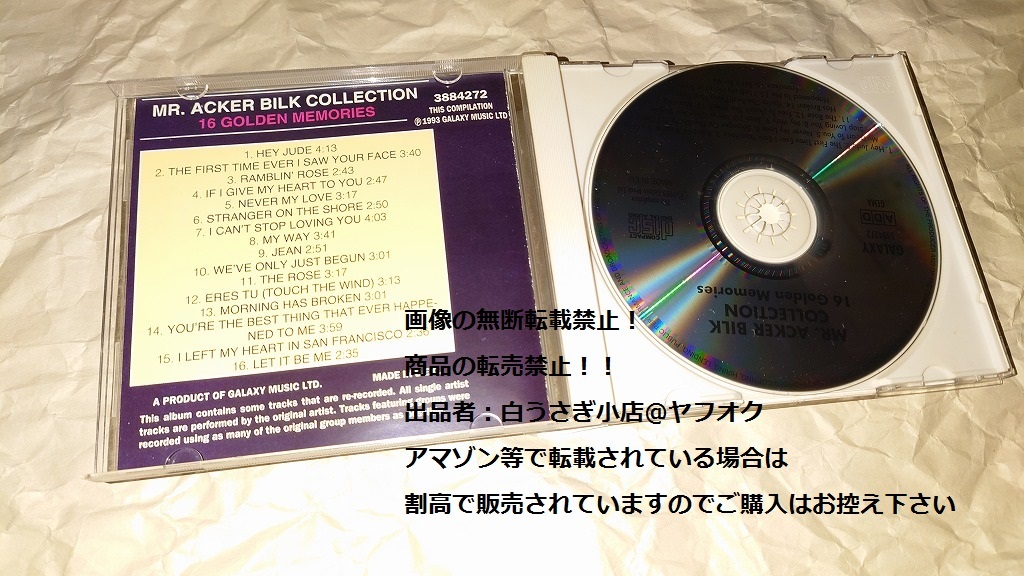 MR. ACKER BILK COLLECTION
16 GOLDEN MEMORIES
3884272
THIS COMPILATION
℗ 1993 GALAXY MUSIC LTD
1. HEY JUDE 4:13
2. THE FIRST TIME EVER I SAW YOUR FACE 3:40
3. RAMBLIN' ROSE 2:43
4. IF I GIVE MY HEART TO YOU 2:47
5. NEVER MY LOVE 3:17
6. STRANGER ON THE SHORE 2:50
7. I CAN'T STOP LOVING YOU 4:03
8. MY WAY 3:41
9. JEAN 2:51
10. WE'VE ONLY JUST BEGUN 3:01
11. THE ROSE 3:17
12. ERES TU (TOUCH THE WIND) 3.13
13. MORNING HAS BROKEN 3.01
14. YOU'RE THE BEST THING THAT EVER HAPPE-
NED TO ME 3:59
15. I LEFT MY HEART IN SAN FRANCISCO
16. LET IT BE ME 2:35
A PRODUCT OF GALAXY MUSIC LTD.
MADE
This album contains some tracks that are re-recorded. All single artist
tracks are performed by the original artist. Tracks featuring groups were
recorded using as many of the original group members as
COMPACT
disc
DIGITAL AUDIO
GALAXY
3884272
GEMA
MR. ACKER BILK
COLLECTION
16 Golden Memories
画像の無断転載禁止！
商品の転売禁止！！
出品者：白うさぎ小店@ヤフオク
アマゾン等で転載されている場合は
割高で販売されていますのでご購入はお控え下さい